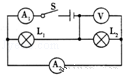 A₁ S V
L₁ L₂
A₂